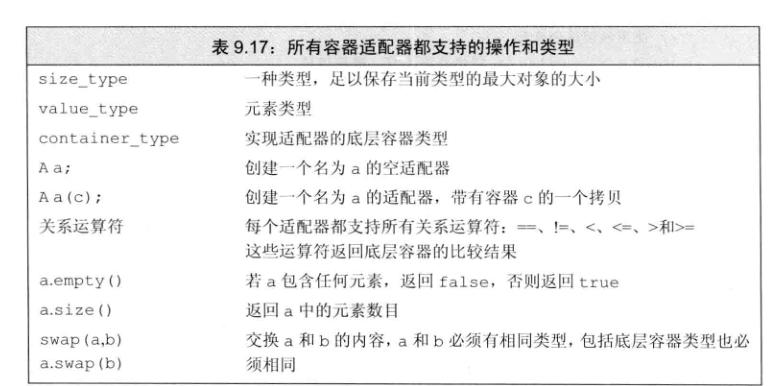 表 9.17：所有容器适配器都支持的操作和类型
size_type 一种类型，足以保存当前类型的最大对象的大小
value_type 元素类型
container_type 实现适配器的底层容器类型
A a; 创建一个名为 a 的空适配器
A a(c); 创建一个名为 a 的适配器，带有容器 c 的一个拷贝
关系运算符 每个适配器都支持所有关系运算符：==、!=、<、<=、>和>=
这些运算符返回底层容器的比较结果
a.empty() 若 a 包含任何元素，返回 false，否则返回 true
a.size() 返回 a 中的元素数目
swap(a,b) 交换 a 和 b 的内容，a 和 b 必须有相同类型，包括底层容器类型也必
a.swap(b) 须相同